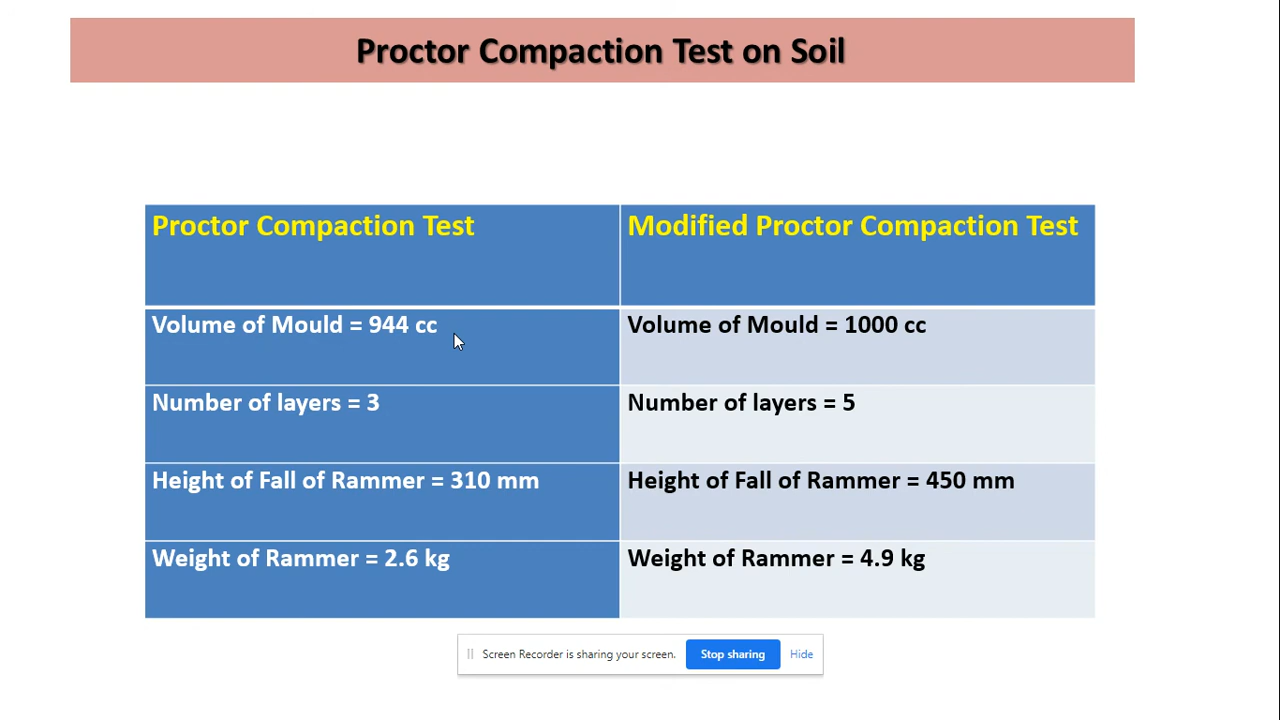 Proctor Compaction Test on Soil
Proctor Compaction Test
Modified Proctor Compaction Test
Volume of Mould = 944 cc
Volume of Mould = 1000 cc
Number of layers = 3
Number of layers = 5
Height of Fall of Rammer = 310 mm
Height of Fall of Rammer = 450 mm
Weight of Rammer = 2.6 kg
Weight of Rammer = 4.9 kg
Screen Recorder is sharing your screen.
Stop sharing
Hide